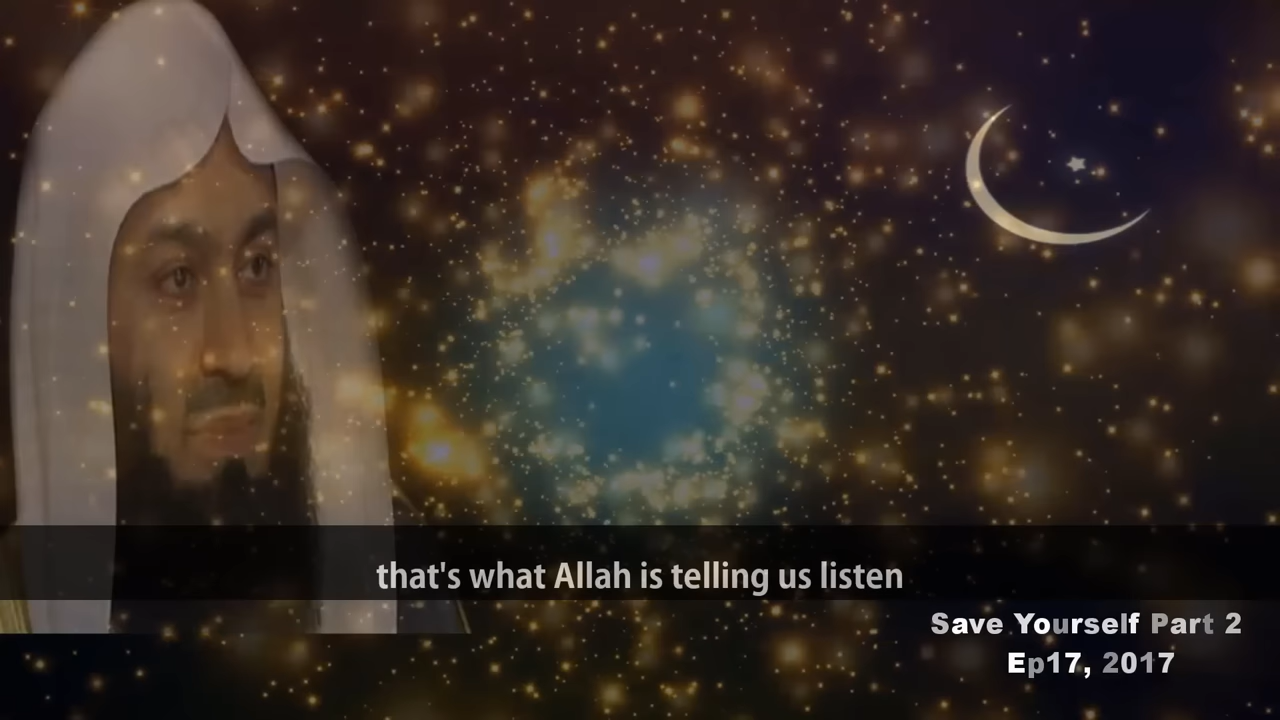 that's what Allah is telling us listen
Save Yourself Part 2
Ep17, 2017